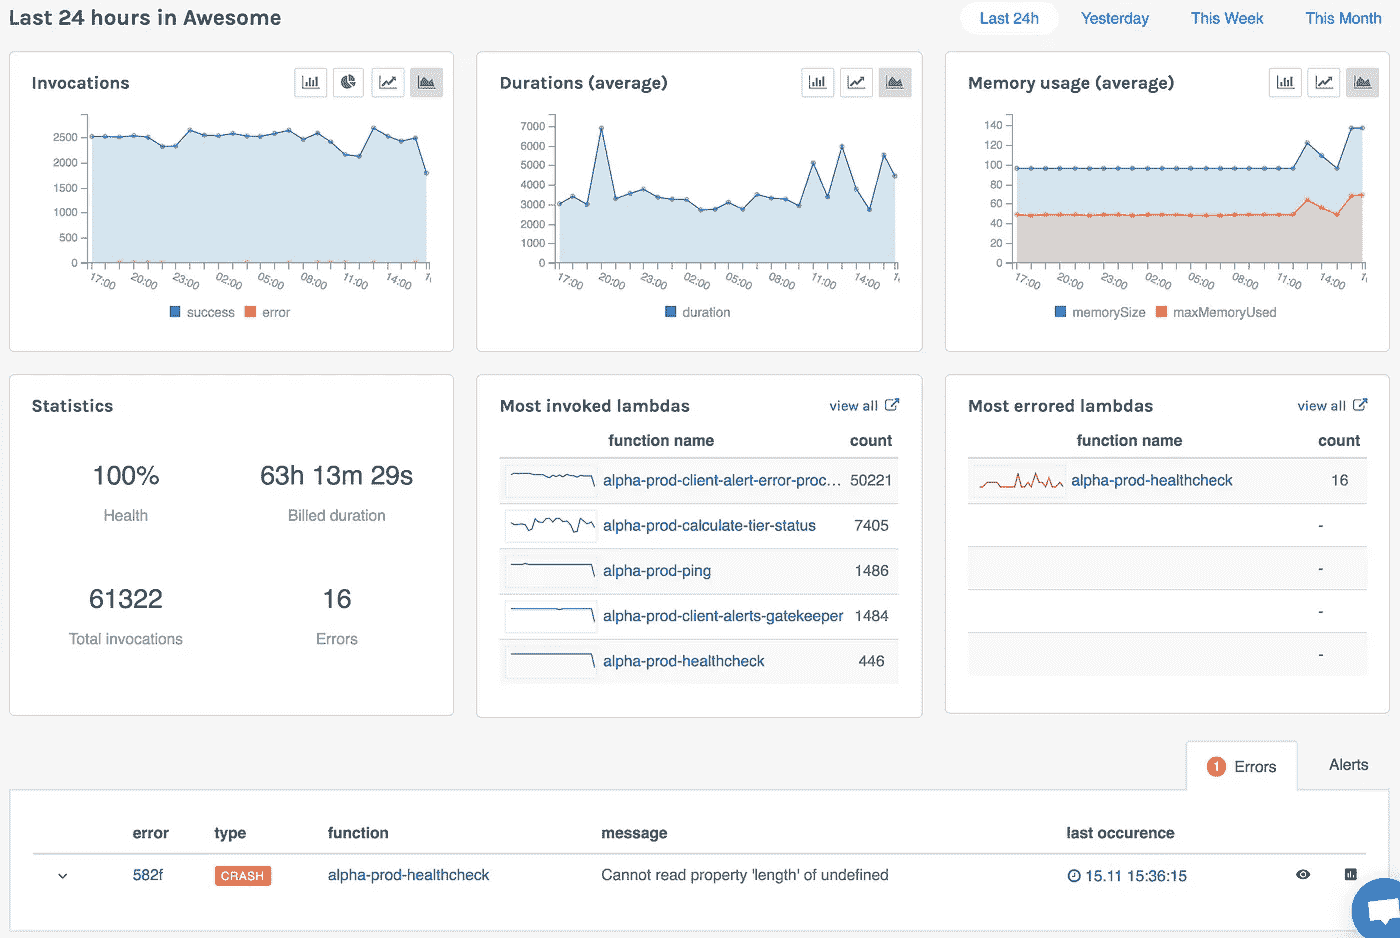 Last 24 hours in Awesome
Last 24h Yesterday This Week This Month
Invocations
2500
2000
1500
1000
500
0
17:00 20:00 23:00 02:00 05:00 08:00 11:00 14:00
success error
Durations (average)
7000
6000
5000
4000
3000
2000
1000
0
17:00 20:00 23:00 02:00 05:00 08:00 11:00 14:00
duration
Memory usage (average)
140
120
100
80
60
40
20
0
17:00 20:00 23:00 02:00 05:00 08:00 11:00 14:00
memorySize maxMemoryUsed
Statistics
100% 63h 13m 29s
Health Billed duration
61322 16
Total invocations Errors
Most invoked lambdas view all
function name count
alpha-prod-client-alert-error-proc... 50221
alpha-prod-calculate-tier-status 7405
alpha-prod-ping 1486
alpha-prod-client-alerts-gatekeeper 1484
alpha-prod-healthcheck 446
Most errored lambdas view all
function name count
alpha-prod-healthcheck 16
-
-
-
-
1 Errors Alerts
error type function message last occurence
582f CRASH alpha-prod-healthcheck Cannot read property 'length' of undefined 15.11 15:36:15